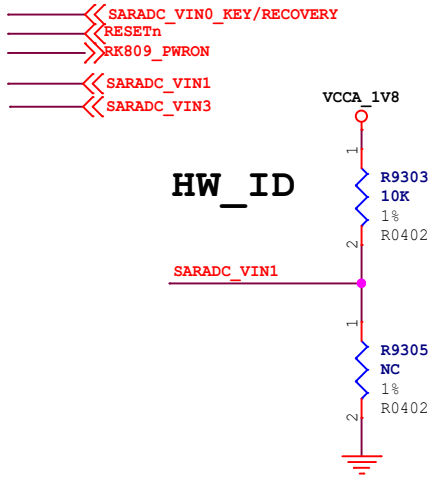 SARADC_VIN0_KEY/RECOVERY
RESETn
RK809_PWRON
SARADC_VIN1
SARADC_VIN3
VCCA_1V8
HW_ID
1
R9303
10K
1%
R0402
2
SARADC_VIN1
1
R9305
NC
1%
R0402
2